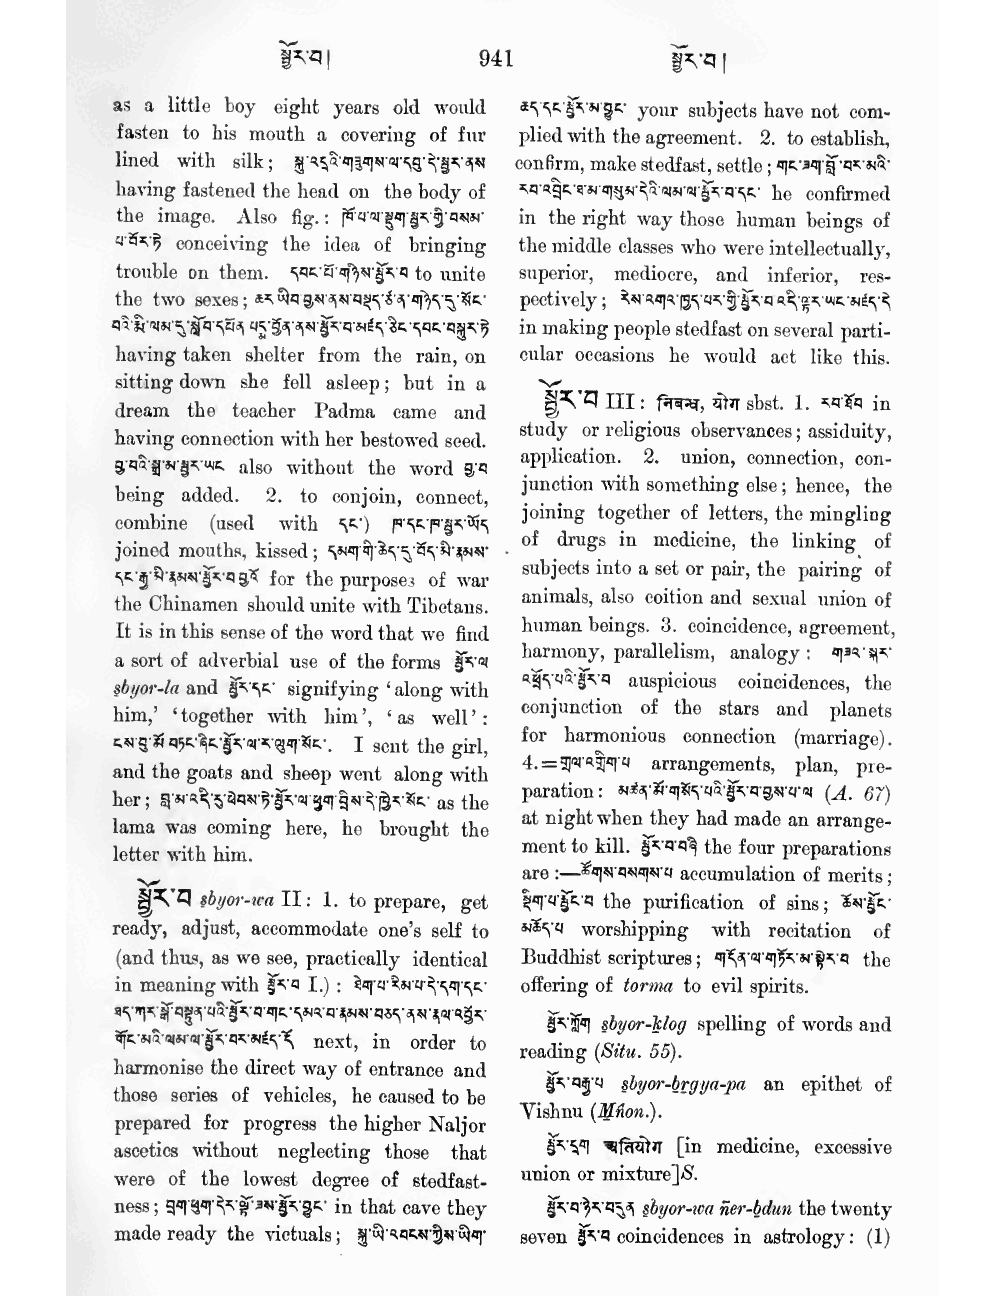 སྦྱོར་བ།
941
སྦྱོར་བ།
as a little boy eight years old would
fasten to his mouth a covering of fur
lined with silk; སྐུ་འདྲའི་གཟུགས་ལ་དབུ་དེ་སྦྱར་ནས
having fastened the head on the body of
the image. Also fig.: ཁོ་པ་ལ་སྡུག་སྦྱར་གྱི་བསམ་
པ་བོར་ཏེ conceiving the idea of bringing
trouble on them. དབང་པོ་གཉིས་སྦྱོར་བ to unite
the two sexes; ཆར་ཡིབ་བྱས་ནས་བསྡད་ཙ་ན་གཉིད་དུ་སོང་
བའི་རྨི་ལམ་དུ་སློབ་དཔོན་པདྨ་བྱོན་ནས་སྦྱོར་བ་མཛད་ཅིང་དབང་བསྐུར་ཏེ
having taken shelter from the rain, on
sitting down she fell asleep; but in a
dream the teacher Padma came and
having connection with her bestowed seed.
བྱ་བའི་སྒྲ་མ་སྦྱར་ཡང also without the word བྱ་བ
being added. 2. to conjoin, connect,
combine (used with དང་) ཁ་དང་ཁ་སྦྱར་ཡོད
joined mouths, kissed; དམག་གི་ཆེད་དུ་བོད་མི་རྣམས་
དང་རྒྱ་མི་རྣམས་སྦྱོར་བ་བྱའོ for the purposes of war
the Chinamen should unite with Tibetans.
It is in this sense of the word that we find
a sort of adverbial use of the forms སྦྱོར་ལ
sbyor-la and སྦྱོར་དང་ signifying ‘along with
him,’ ‘together with him’, ‘as well’:
ངས་བུ་མོ་བཏང་ཞིང་སྦྱོར་ལ་ར་ལུག་སོང་. I sent the girl,
and the goats and sheep went along with
her; བླ་མ་འདི་རུ་ཕེབས་ཏེ་སྦྱོར་ལ་ཕྱག་བྲིས་དེ་ཁྱེར་སོང་ as the
lama was coming here, he brought the
letter with him.
སྦྱོར་བ sbyor-wa II: 1. to prepare, get
ready, adjust, accommodate one’s self to
(and thus, as we see, practically identical
in meaning with སྦྱོར་བ I.): ཐེག་པ་རིམ་པ་དེ་དག་དང་
ཐད་ཀར་སྒོ་བསྟུན་པའི་སྦྱོར་བ་གང་དམའ་བ་རྣམས་བཅད་ནས་རྣལ་འབྱོར་
གོང་མའི་ལམ་ལ་སྦྱོར་བར་མཛད་དོ next, in order to
harmonise the direct way of entrance and
those series of vehicles, he caused to be
prepared for progress the higher Naljor
ascetics without neglecting those that
were of the lowest degree of stedfast-
ness; བྲག་ཕུག་དེར་ལྟོ་ཟས་སྦྱོར་བྱུང་ in that cave they
made ready the victuals; སྐུ་ཡི་འབངས་ཀྱིས་ཡིག་
ཆད་དང་སྦྱོར་མ་བྱུང་ your subjects have not com-
plied with the agreement. 2. to establish,
confirm, make stedfast, settle; གང་ཟག་བློ་བར་མའི་
རབ་འབྲིང་ཐ་མ་གསུམ་དེའི་ལམ་ལ་སྦྱོར་བ་དང་ he confirmed
in the right way those human beings of
the middle classes who were intellectually,
superior, mediocre, and inferior, res-
pectively; རེས་འགའ་ཁྱད་པར་གྱི་སྦྱོར་བ་འདི་ལྟར་ཡང་མཛད་དེ
in making people stedfast on several parti-
cular occasions he would act like this.
སྦྱོར་བ III: निबन्ध, योग sbst. 1. རབ་ཐོབ in
study or religious observances; assiduity,
application. 2. union, connection, con-
junction with something else; hence, the
joining together of letters, the mingling
of drugs in medicine, the linking of
subjects into a set or pair, the pairing of
animals, also coition and sexual union of
human beings. 3. coincidence, agreement,
harmony, parallelism, analogy: གཟའ་སྐར་
འཕྲོད་པའི་སྦྱོར་བ auspicious coincidences, the
conjunction of the stars and planets
for harmonious connection (marriage).
4.=གྲལ་འགྲིག་པ arrangements, plan, pre-
paration: མཚན་མོ་གསོད་པའི་སྦྱོར་བ་བྱས་པ་ལ (A. 67)
at night when they had made an arrange-
ment to kill. སྦྱོར་བ་བཞི the four preparations
are:—ཚོགས་བསགས་པ accumulation of merits;
སྡིག་པ་སྦྱོང་བ the purification of sins; ཆོས་སྤྱོད་
མཆོད་པ worshipping with recitation of
Buddhist scriptures; གདོན་ལ་གཏོར་མ་སྟེར་བ the
offering of torma to evil spirits.
སྦྱོར་ཀློག sbyor-klog spelling of words and
reading (Situ. 55).
སྦྱོར་བརྒྱ་པ sbyor-brgya-pa an epithet of
Vishnu (Mñon.).
སྦྱོར་དྲག अतियोग [in medicine, excessive
union or mixture]S.
སྦྱོར་བ་ཉེར་བདུན sbyor-wa ñer-bdun the twenty
seven སྦྱོར་བ coincidences in astrology: (1)